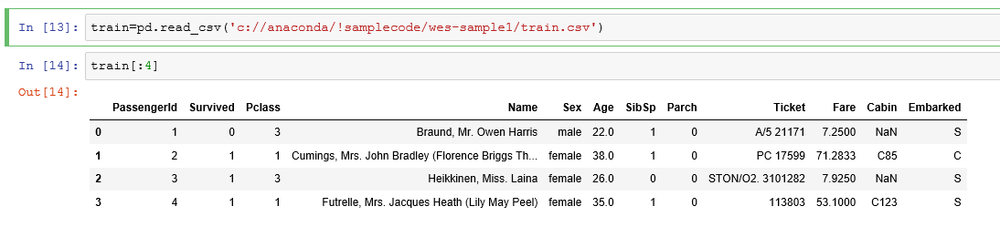 In [13]: train=pd.read_csv('c://anaconda/!samplecode/wes-sample1/train.csv')
In [14]: train[:4]
Out[14]:
PassengerId Survived Pclass Name Sex Age SibSp Parch Ticket Fare Cabin Embarked
0 1 0 3 Braund, Mr. Owen Harris male 22.0 1 0 A/5 21171 7.2500 NaN S
1 2 1 1 Cumings, Mrs. John Bradley (Florence Briggs Th... female 38.0 1 0 PC 17599 71.2833 C85 C
2 3 1 3 Heikkinen, Miss. Laina female 26.0 0 0 STON/O2. 3101282 7.9250 NaN S
3 4 1 1 Futrelle, Mrs. Jacques Heath (Lily May Peel) female 35.0 1 0 113803 53.1000 C123 S